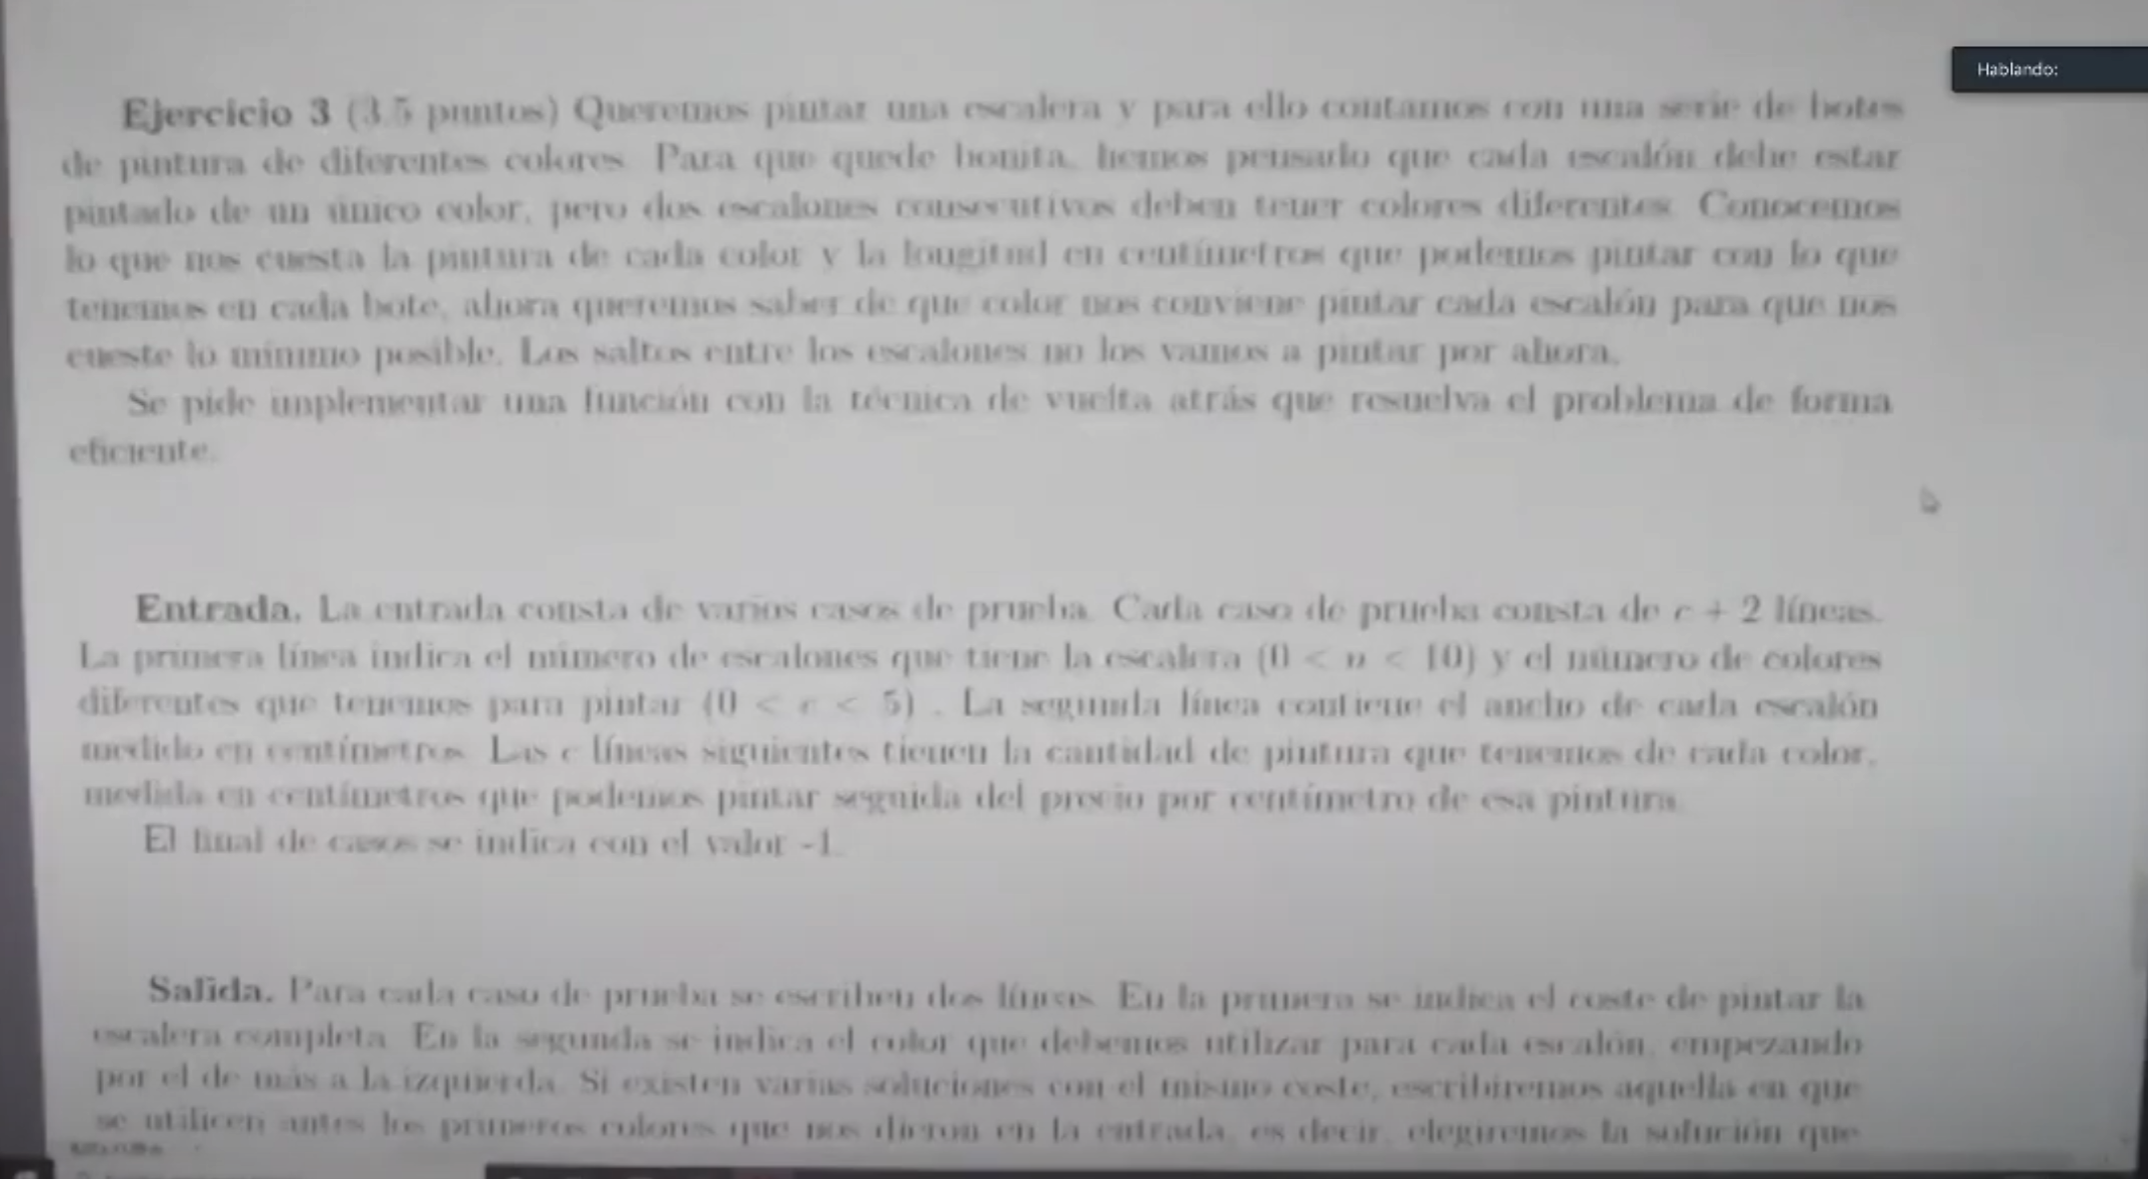 Hablando:
Ejercicio 3 (3.5 puntos) Queremos pintar una escalera y para ello contamos con una serie de botes
de pintura de diferentes colores. Para que quede bonita, hemos pensado que cada escalón debe estar
pintado de un único color, pero dos escalones consecutivos deben tener colores diferentes. Conocemos
lo que nos cuesta la pintura de cada color y la longitud en centímetros que podemos pintar con lo que
tenemos en cada bote, ahora queremos saber de que color nos conviene pintar cada escalón para que nos
cueste lo mínimo posible. Los saltos entre los escalones no los vamos a pintar por ahora.
Se pide implementar una función con la técnica de vuelta atrás que resuelva el problema de forma
eficiente.
Entrada. La entrada consta de varios casos de prueba. Cada caso de prueba consta de c + 2 líneas.
La primera línea indica el número de escalones que tiene la escalera (0 < n < 10) y el número de colores
diferentes que tenemos para pintar (0 < c < 5) . La segunda línea contiene el ancho de cada escalón
medido en centímetros. Las c líneas siguientes tienen la cantidad de pintura que tenemos de cada color,
medida en centímetros que podemos pintar seguida del precio por centímetro de esa pintura.
El final de casos se indica con el valor -1.
Salida. Para cada caso de prueba se escriben dos líneas. En la primera se indica el coste de pintar la
escalera completa. En la segunda se indica el color que debemos utilizar para cada escalón, empezando
por el de más a la izquierda. Si existen varias soluciones con el mismo coste, escribiremos aquella en que
se utilicen antes los primeros colores que nos dieron en la entrada, es decir, elegiremos la solución que